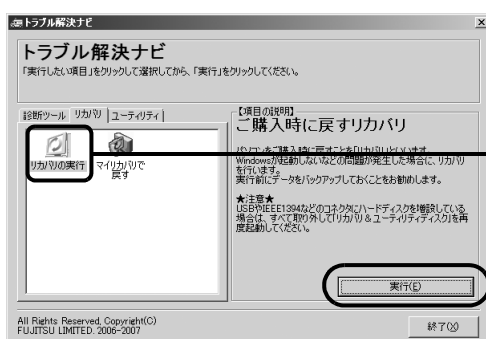 トラブル解決ナビ
トラブル解決ナビ
「実行したい項目」をクリックして選択してから、「実行」をクリックしてください。
診断ツール リカバリ ユーティリティ
リカバリの実行
マイリカバリで
戻す
【項目の説明】
ご購入時に戻すリカバリ
パソコンをご購入時に戻すことを「リカバリ」といいます。
Windowsが起動しないなどの問題が発生した場合に、リカバリ
を行います。
実行前にデータをバックアップしておくことをお勧めします。
★注意★
USBやIEEE1394などのコネクタにハードディスクを増設している
場合は、すべて取り外して「リカバリ＆ユーティリティディスク」を再
度起動してください。
実行(E)
All Rights Reserved, Copyright(C)
FUJITSU LIMITED. 2006-2007
終了(X)